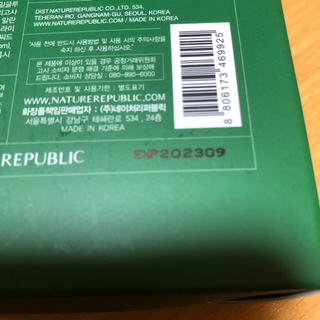 DIST.NATUREREPUBLIC CO.,LTD. 534,
TEHERAN-RO, GANGNAM-GU, SEOUL, KOREA
MADE IN KOREA
"사용 전에 반드시 사용방법 및 사용 시의 주의사항을
숙지 하신 후 사용하십시오."
본 제품에 이상이 있을 경우 공정거래위원회
고시 소비자 분쟁 해결 기준에 의해 보상해
드립니다. 소비자 상담실 : 080-890-6000
제조번호 및 사용기한 : 별도표기
WWW.NATUREREPUBLIC.COM
화장품책임판매업자 : (주)네이처리퍼블릭
서울특별시 강남구 테헤란로 534, 24층
MADE IN KOREA
8 806173 469925
REPUBLIC
EXP202309